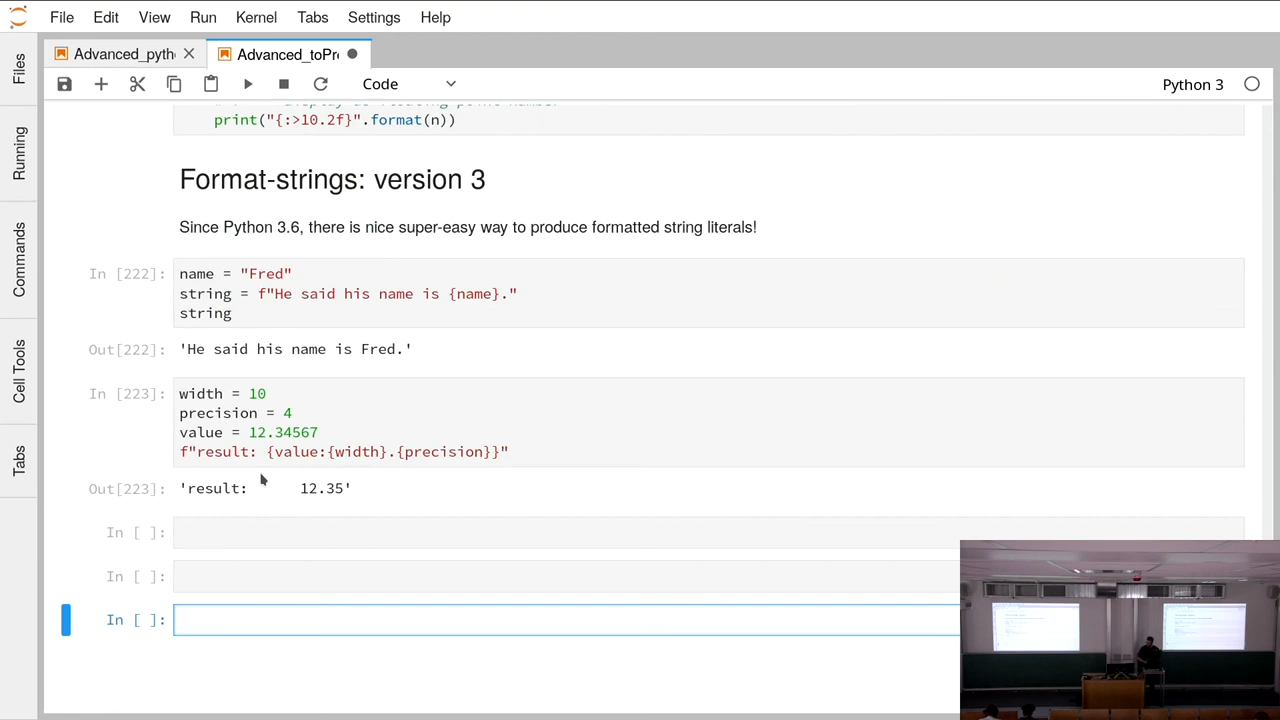 File Edit View Run Kernel Tabs Settings Help
Advanced_pyth
Advanced_toPr
Code
Python 3
Files
Running
Commands
Cell Tools
Tabs
print("{:>10.2f}".format(n))
Format-strings: version 3
Since Python 3.6, there is nice super-easy way to produce formatted string literals!
In [222]:
name = "Fred"
string = f"He said his name is {name}."
string
Out[222]: 'He said his name is Fred.'
In [223]:
width = 10
precision = 4
value = 12.34567
f"result: {value:{width}.{precision}}"
Out[223]: 'result:      12.35'
In [ ]:
In [ ]:
In [ ]: